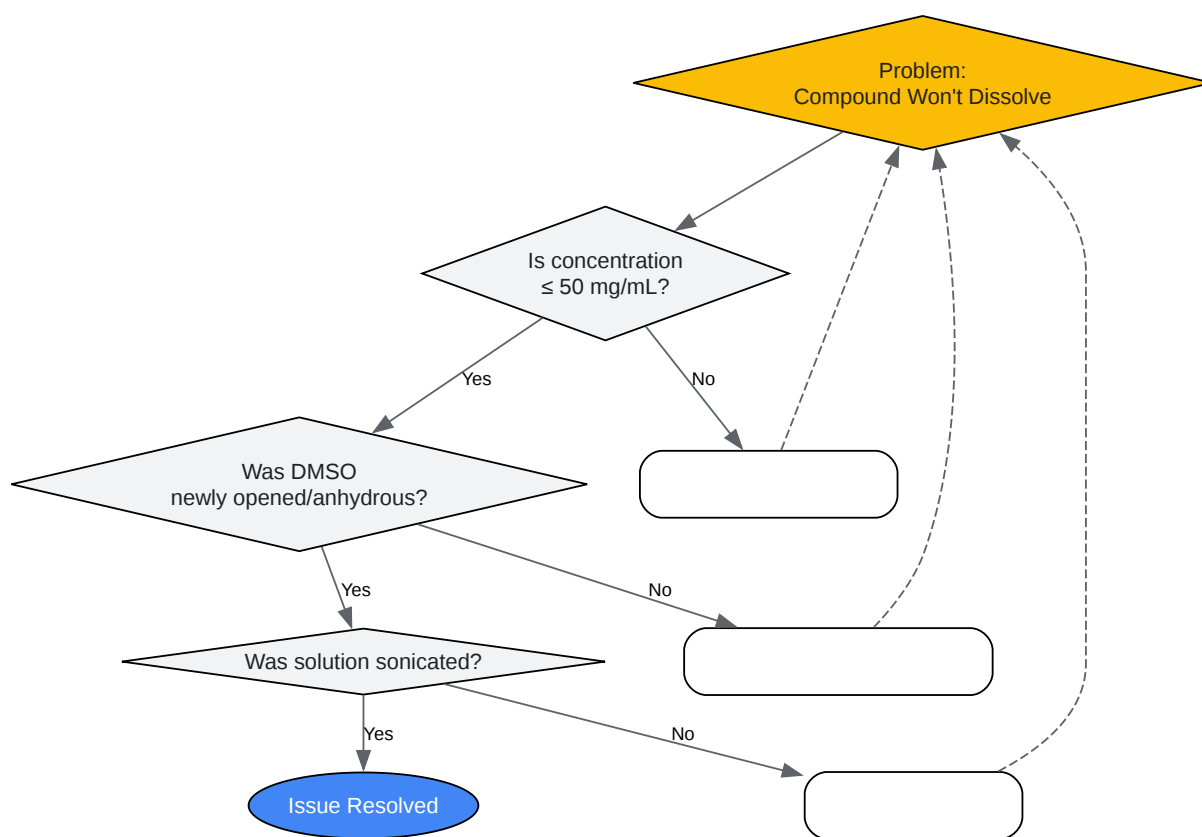 Problem:
Compound Won't Dissolve
Is concentration
≤ 50 mg/mL?
Yes
No
Was DMSO
newly opened/anhydrous?
Yes
No
Was solution sonicated?
Yes
No
Issue Resolved